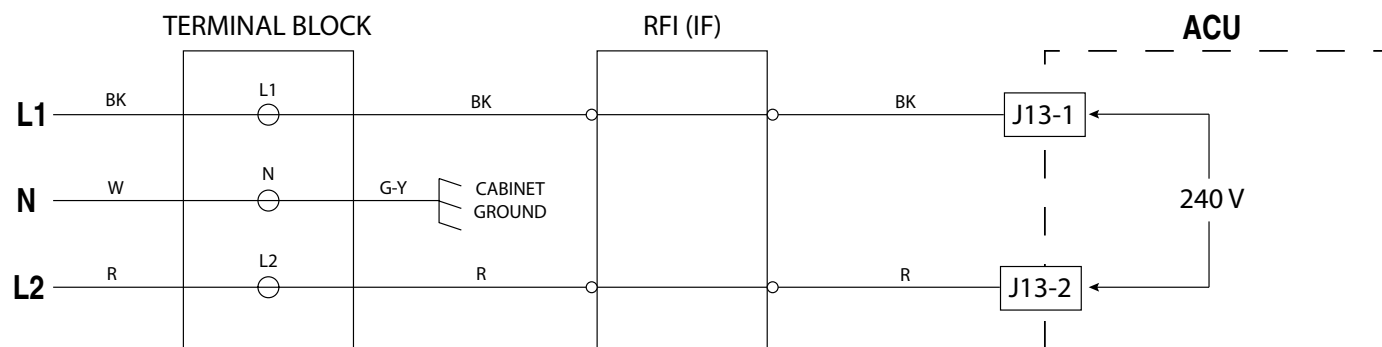 TERMINAL BLOCK
RFI (IF)
ACU
L1
BK
L1
BK
BK
J13-1
N
W
N
G-Y
CABINET
GROUND
240 V
L2
R
L2
R
R
J13-2